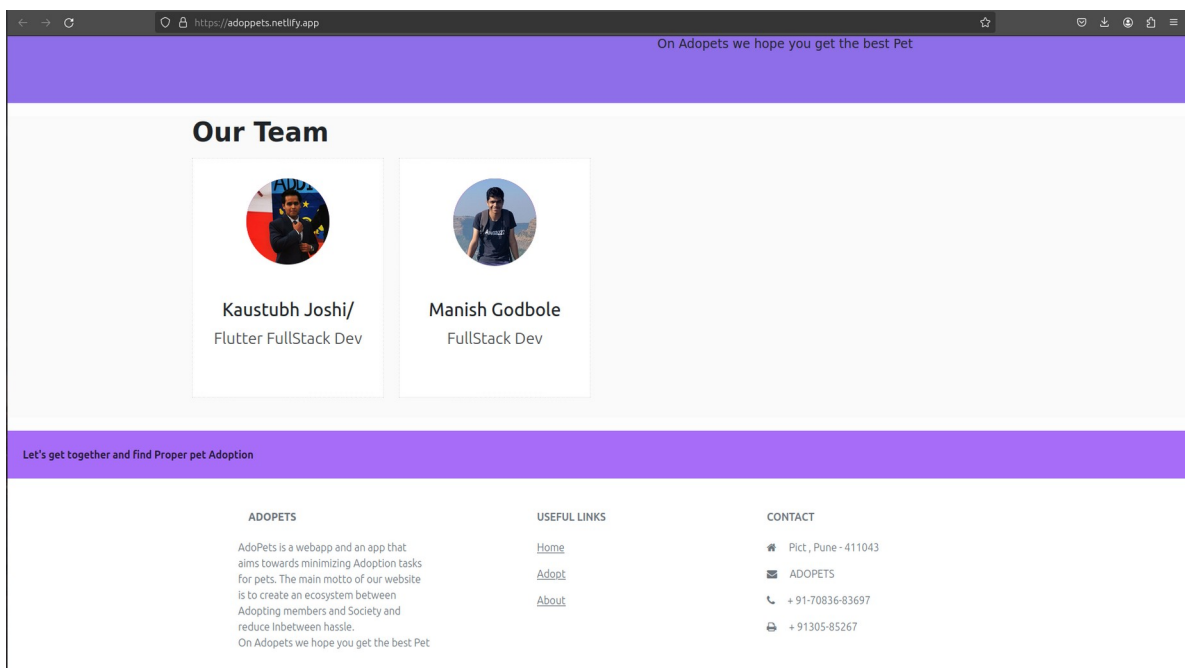 https://adoppets.netlify.app
On Adopets we hope you get the best Pet
Our Team
Kaustubh Joshi/
Flutter FullStack Dev
Manish Godbole
FullStack Dev
Let's get together and find Proper pet Adoption
ADOPETS
AdoPets is a webapp and an app that
aims towards minimizing Adoption tasks
for pets. The main motto of our website
is to create an ecosystem between
Adopting members and Society and
reduce Inbetween hassle.
On Adopets we hope you get the best Pet
USEFUL LINKS
Home
Adopt
About
CONTACT
Pict , Pune - 411043
ADOPETS
+ 91-70836-83697
+ 91305-85267